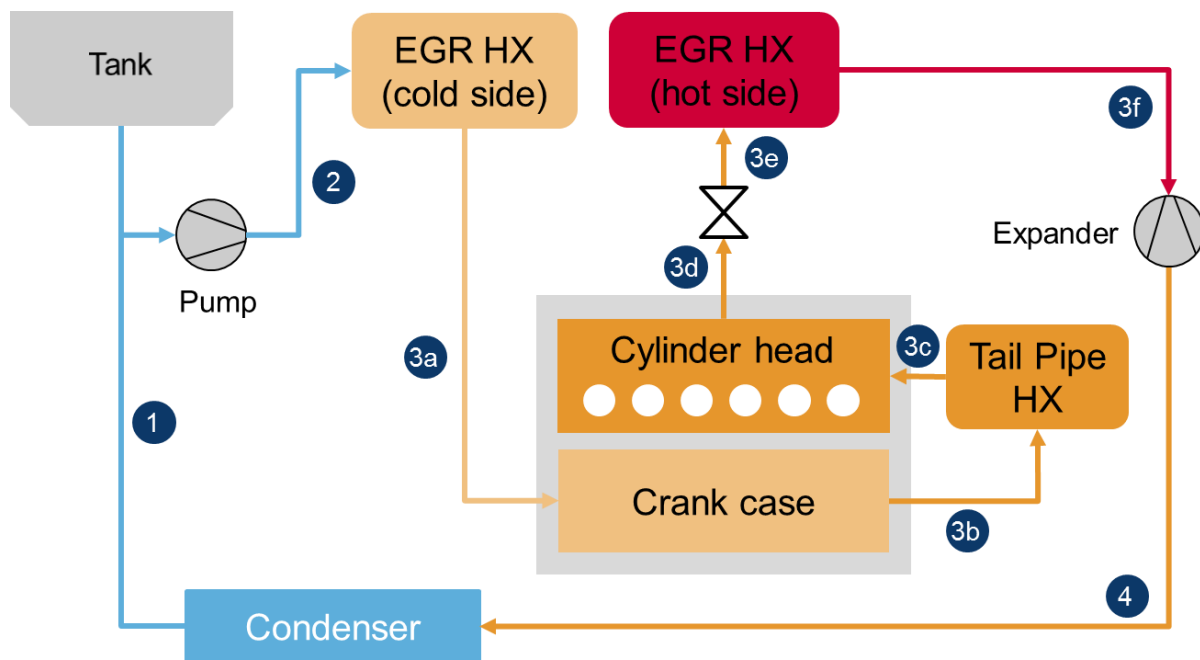 Tank
EGR HX
(cold side)
EGR HX
(hot side)
3f
3e
2
Expander
Pump
3d
3a
Cylinder head
3c
Tail Pipe
HX
1
Crank case
3b
4
Condenser